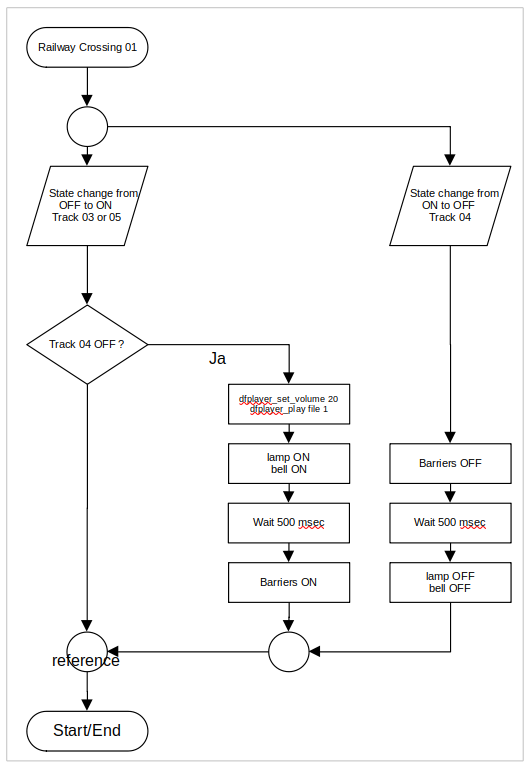 Railway Crossing 01
State change from
OFF to ON
Track 03 or 05
State change from
ON to OFF
Track 04
Track 04 OFF ?
Ja
dfplayer_set_volume 20
dfplayer_play file 1
lamp ON
bell ON
Barriers OFF
Wait 500 msec
Wait 500 msec
Barriers ON
lamp OFF
bell OFF
reference
Start/End